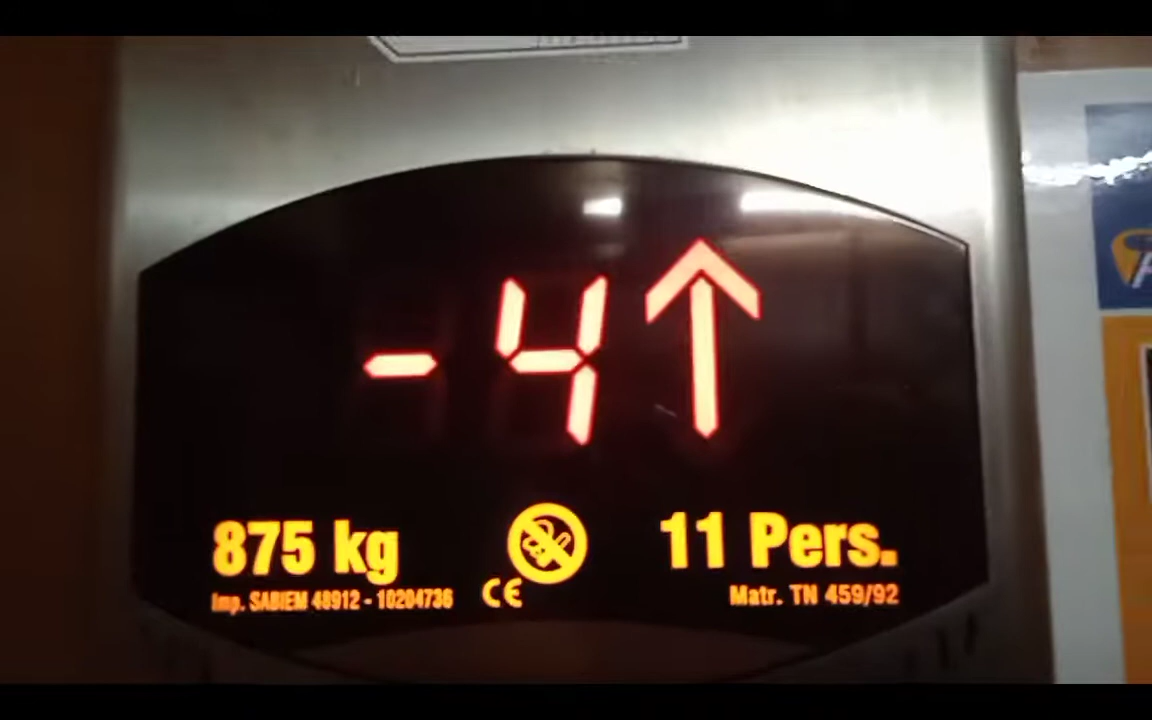 -4↑
875 kg
11 Pers.
Imp. SABIEM 48912 - 10204736
CE
Matr. TN 459/92